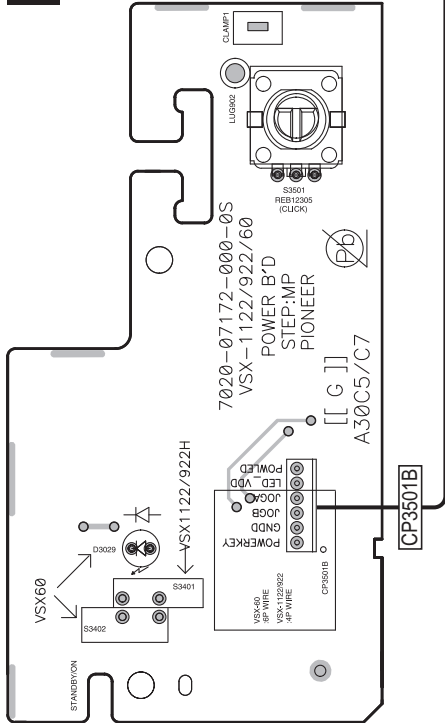 CLAMP1
LUG902
S3501
REB12305
(CLICK)
7020-07172-000-0S
VSX-1122/922/60
POWER B'D
STEP:MP
PIONEER
Pb
[[ G ]]
A30C5/C7
POWLED
LED_VDD
JOGA
JOGB
GNDD
POWERKEY
CP3501B
VSX-60
:6P WIRE
VSX-1122/922
:4P WIRE
CP3501B
VSX1122/922H
D3029
VSX60
S3401
S3402
STANDBY/ON